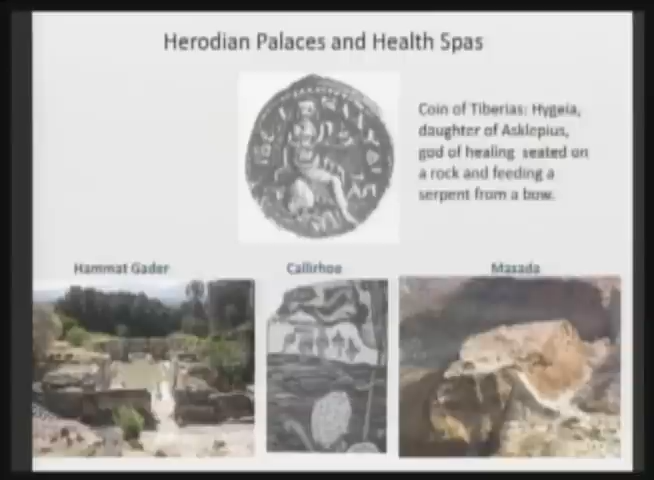 Herodian Palaces and Health Spas
Coin of Tiberias: Hygeia,
daughter of Asklepius,
god of healing seated on
a rock and feeding a
serpent from a bow.
Hammat Gader
Callirhoe
Masada